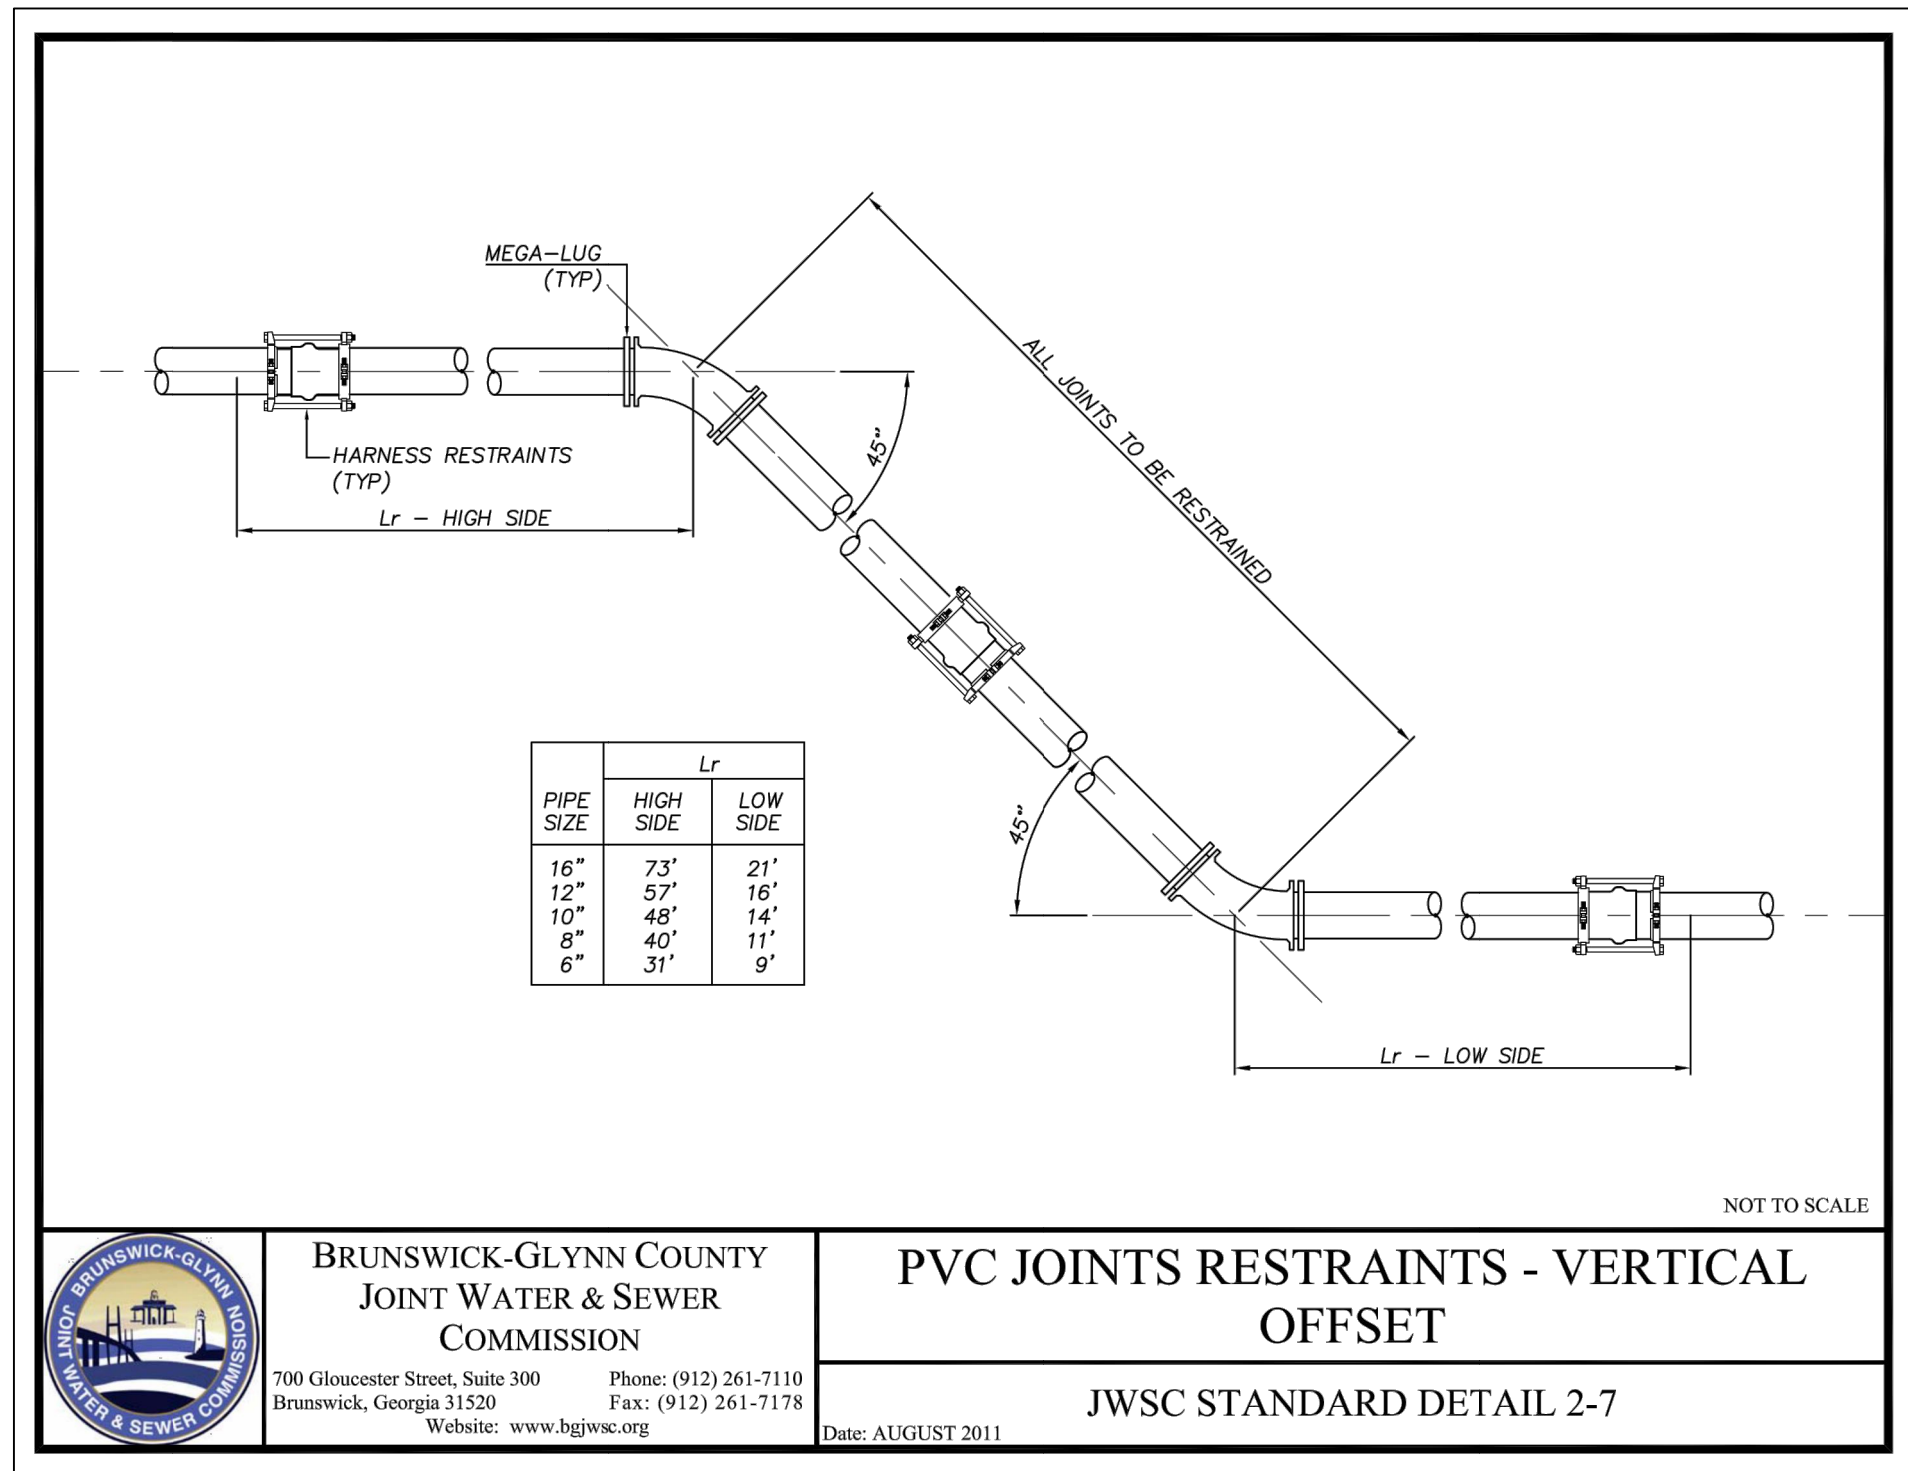 MEGA-LUG
(TYP)
HARNESS RESTRAINTS
(TYP)
Lr - HIGH SIDE
45°
ALL JOINTS TO BE RESTRAINED
45°
Lr - LOW SIDE
Lr
PIPE SIZE HIGH SIDE LOW SIDE
16" 73' 21'
12" 57' 16'
10" 48' 14'
8" 40' 11'
6" 31' 9'
NOT TO SCALE
BRUNSWICK-GLYNN COUNTY
JOINT WATER & SEWER
COMMISSION
700 Gloucester Street, Suite 300 Phone: (912) 261-7110
Brunswick, Georgia 31520 Fax: (912) 261-7178
Website: www.bgjwsc.org
PVC JOINTS RESTRAINTS - VERTICAL
OFFSET
JWSC STANDARD DETAIL 2-7
Date: AUGUST 2011
BRUNSWICK-GLYNN
JOINT WATER & SEWER COMMISSION